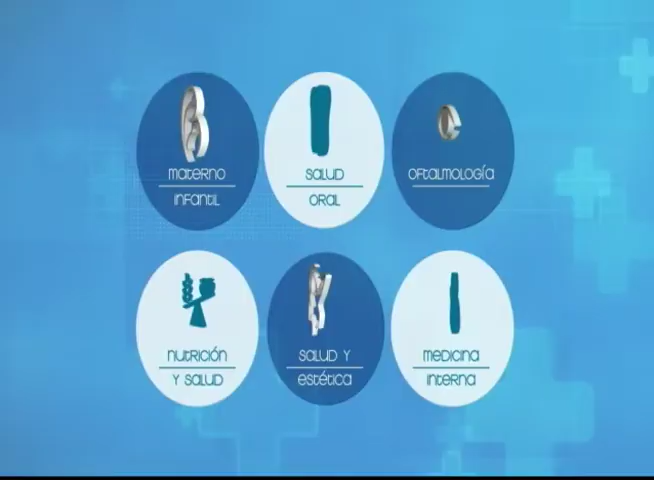 materno
infantil
salud
oral
oftalmología
nutrición
y salud
salud y
estética
medicina
interna